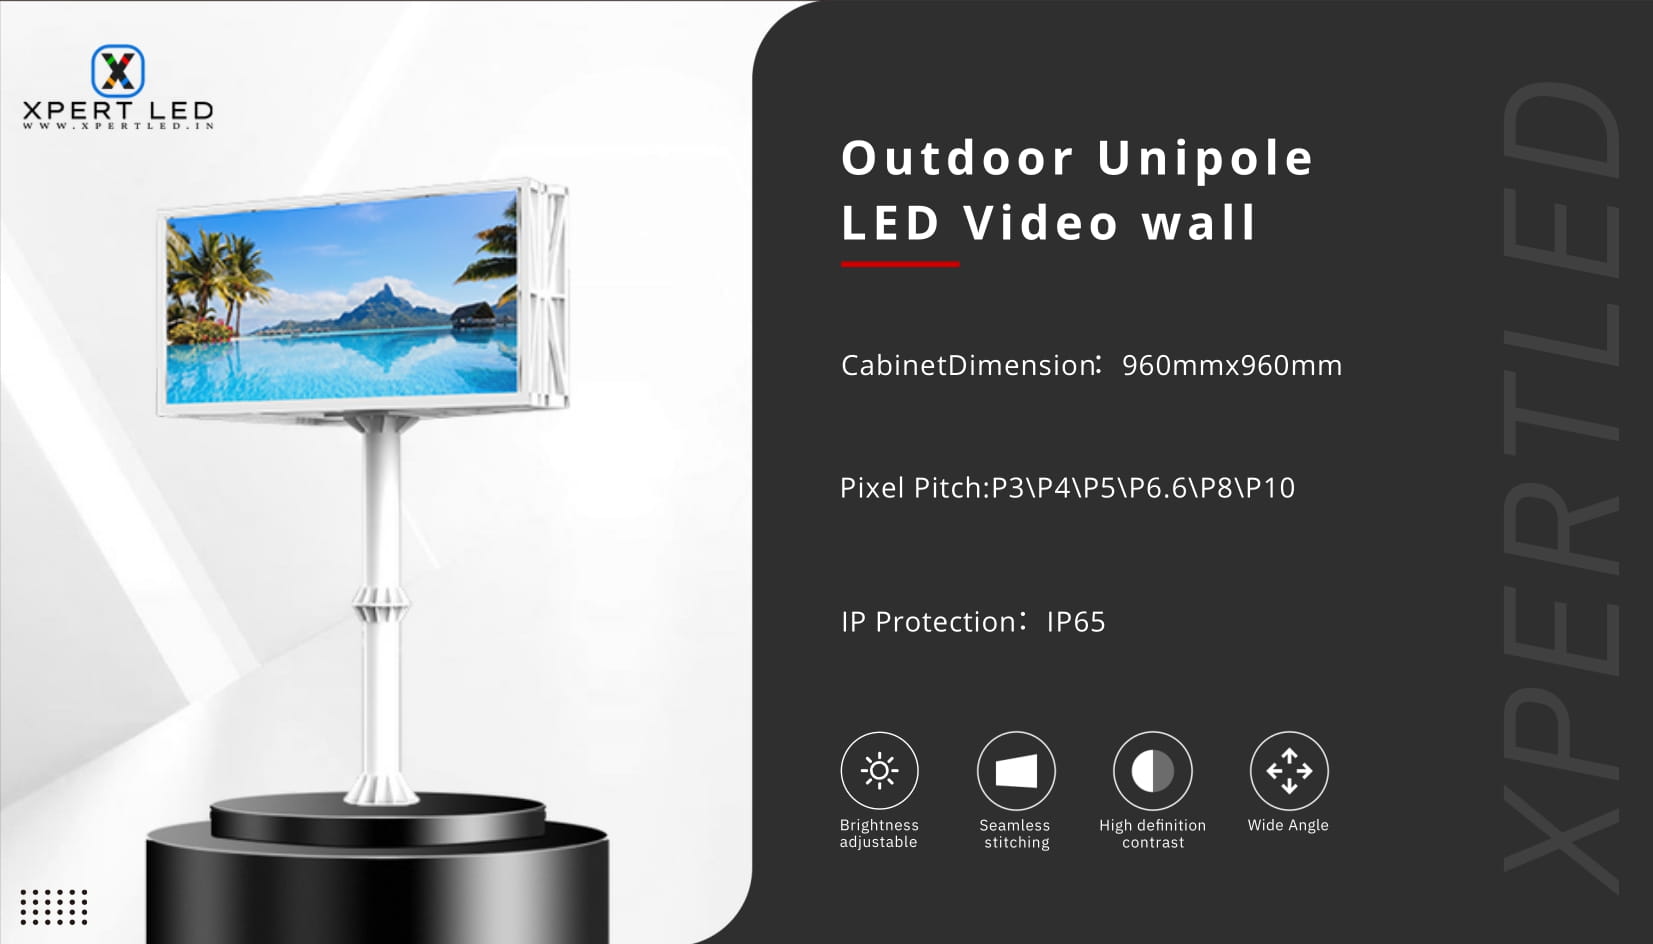 XPERT LED
WWW.XPERTLED.IN
Outdoor Unipole
LED Video wall
CabinetDimension：960mmx960mm
Pixel Pitch:P3\P4\P5\P6.6\P8\P10
IP Protection：IP65
Brightness
adjustable
Seamless
stitching
High definition
contrast
Wide Angle
XPERTLED